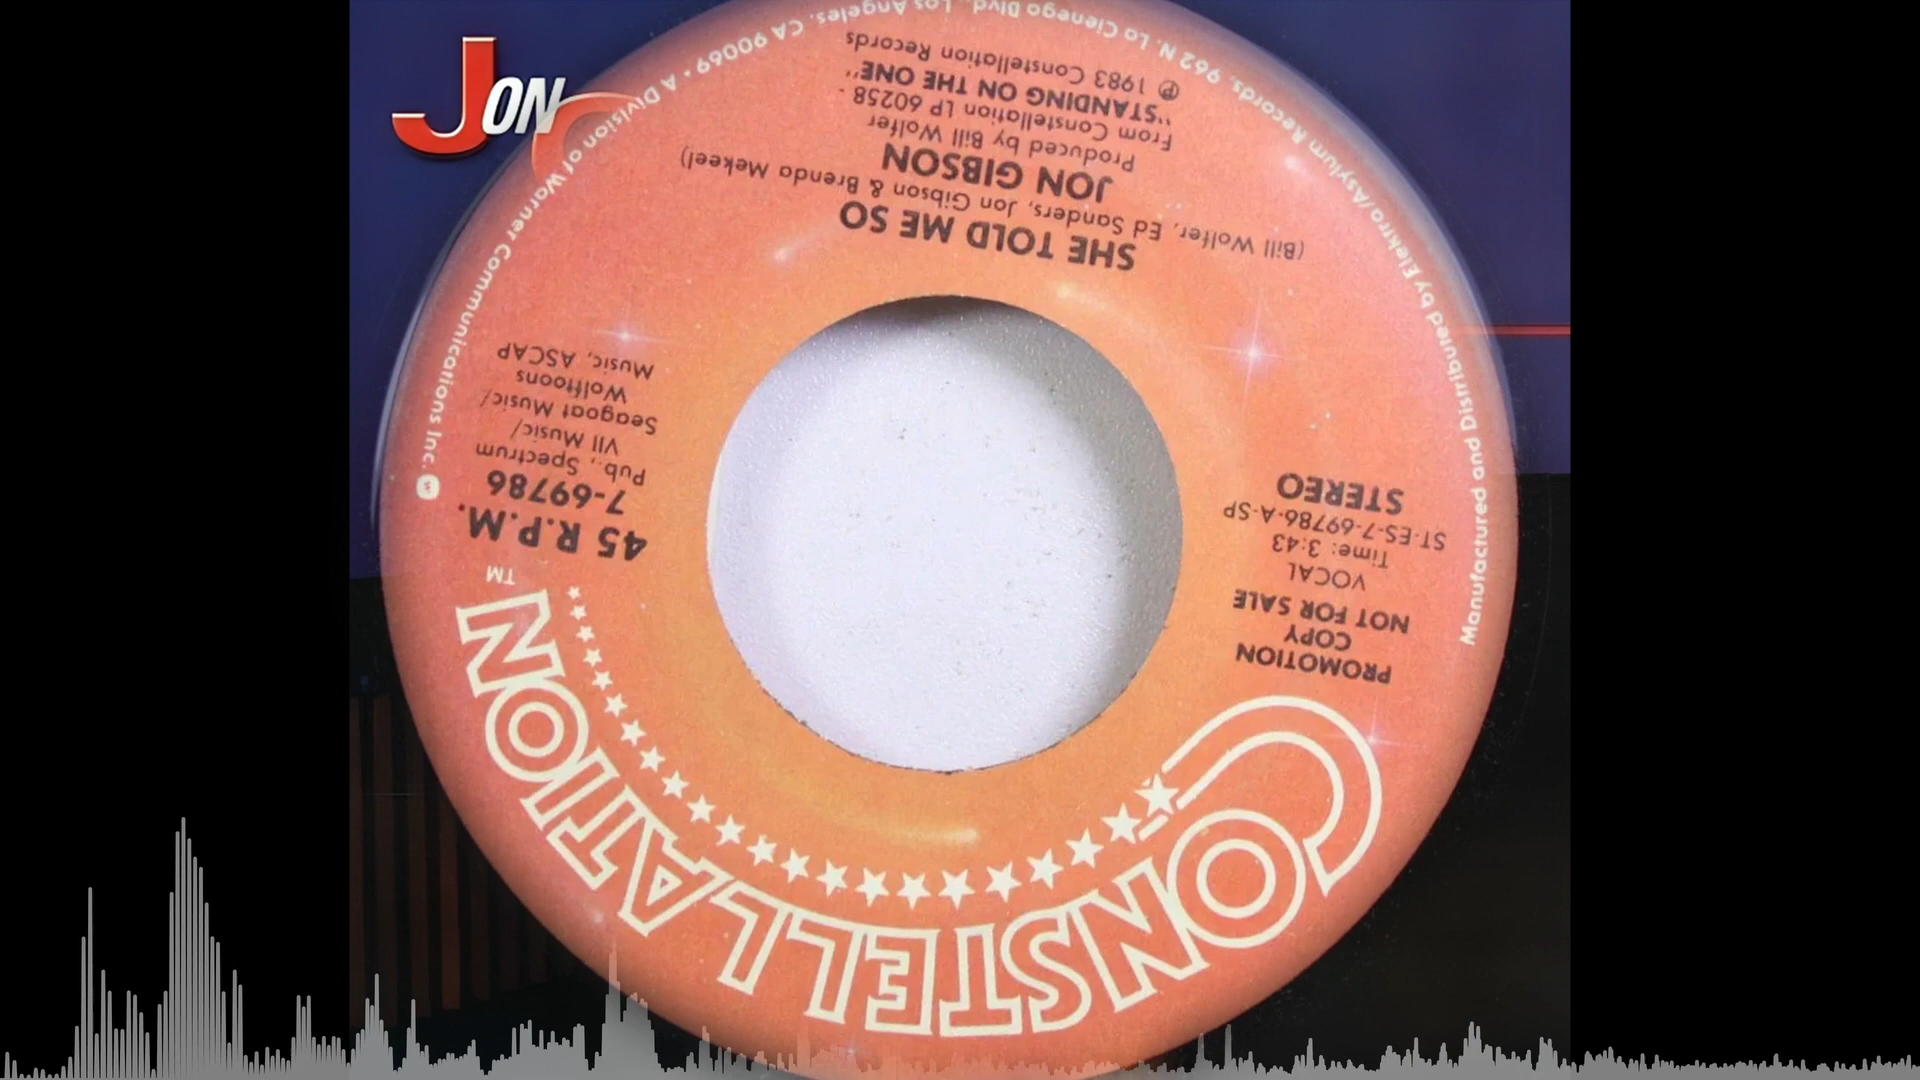 JON
CONSTELLATION
TM
PROMOTION
COPY
NOT FOR SALE
VOCAL
Time: 3:43
ST-ES-7-69786-A-SP
STEREO
45 R.P.M.
7-69786
Pub., Spectrum
VII Music/
Seagoat Music/
Wolftoons
Music, ASCAP
SHE TOLD ME SO
(Bill Wolfer, Ed Sanders, Jon Gibson & Brenda Mekeel)
JON GIBSON
Produced by Bill Wolfer
From Constellation LP 60258 -
"STANDING ON THE ONE"
℗ 1983 Constellation Records
Manufactured and Distributed by Elektra/Asylum Records, 962 N. La Cienega Blvd., Los Angeles, CA 90069 • A Division of Warner Communications Inc.